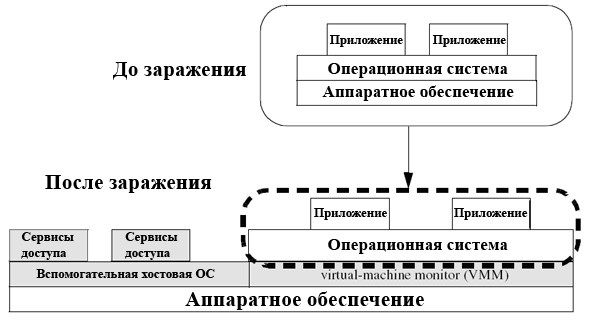 Приложение Приложение
До заражения
Операционная система
Аппаратное обеспечение
После заражения
Приложение Приложение
Сервисы доступа Сервисы доступа
Операционная система
Вспомогательная хостовая ОС
virtual-machine monitor (VMM)
Аппаратное обеспечение